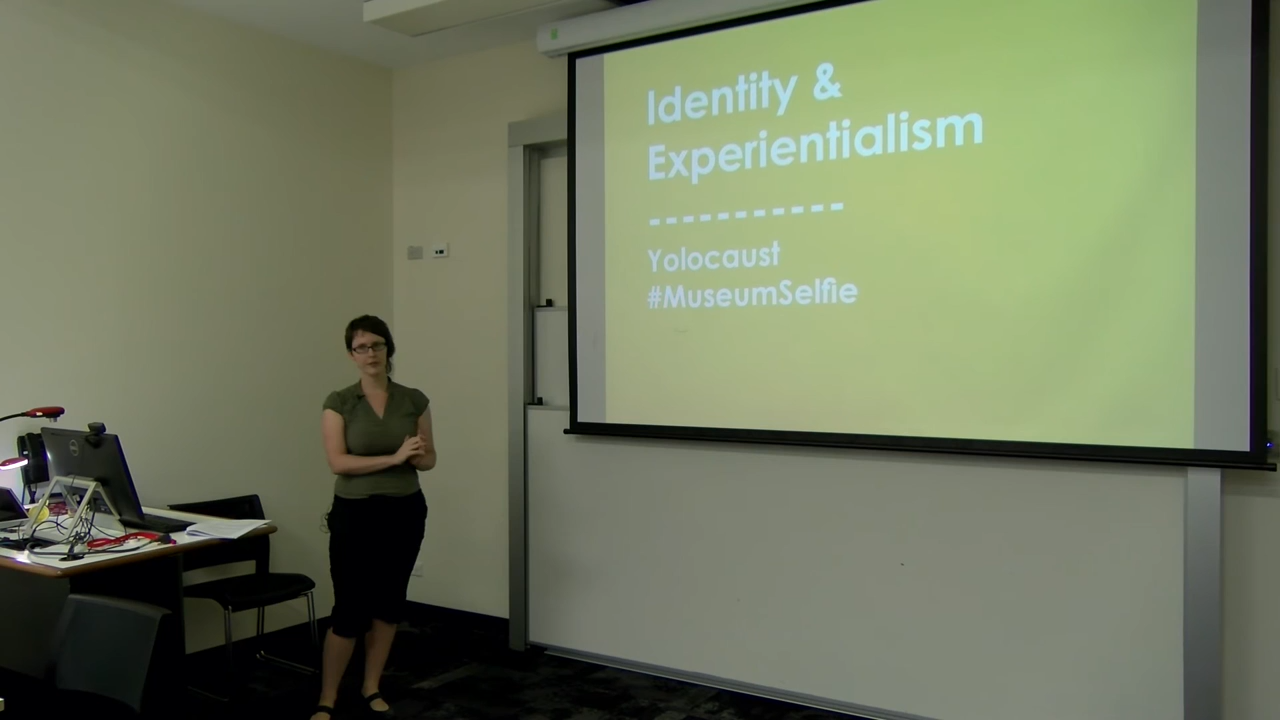 Identity &
Experientialism
-----------
Yolocaust
#MuseumSelfie